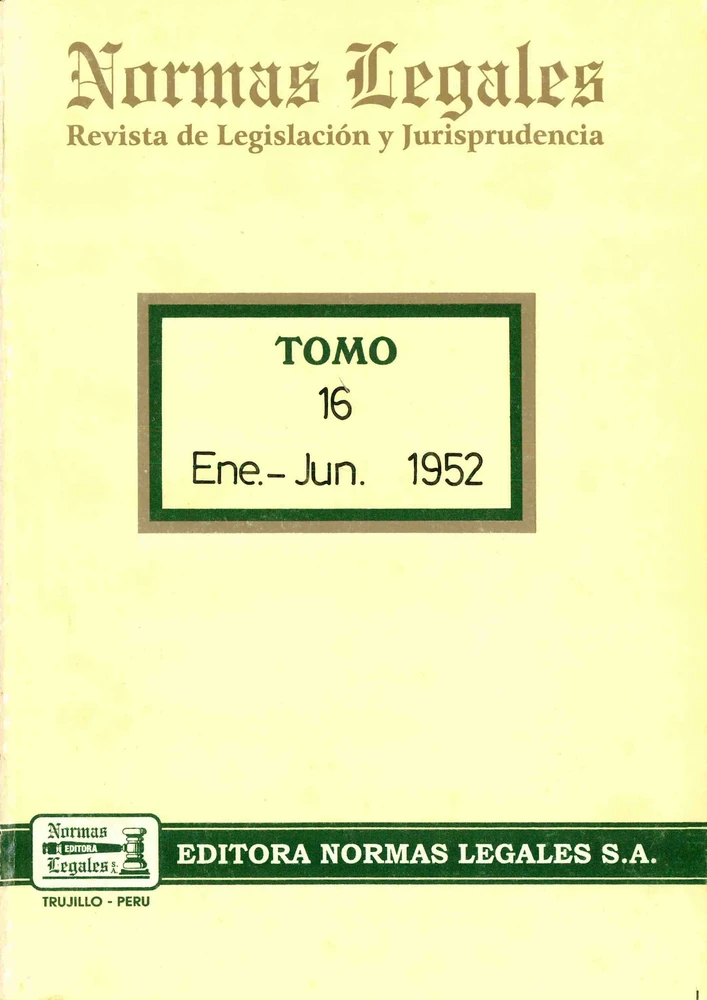 Normas Legales
Revista de Legislación y Jurisprudencia
TOMO
16
Ene.- Jun. 1952
Normas
EDITORA
Legales S.A.
EDITORA NORMAS LEGALES S.A.
TRUJILLO - PERU